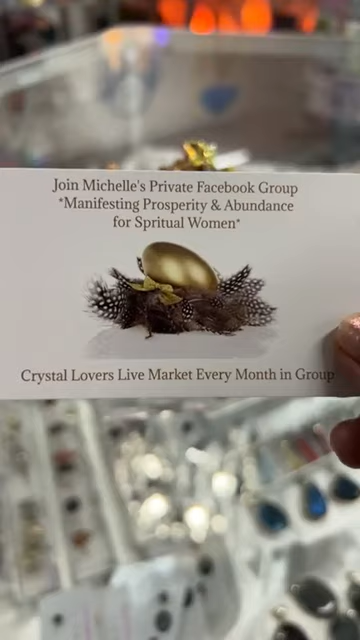 Join Michelle's Private Facebook Group
*Manifesting Prosperity & Abundance
for Spritual Women*
Crystal Lovers Live Market Every Month in Group